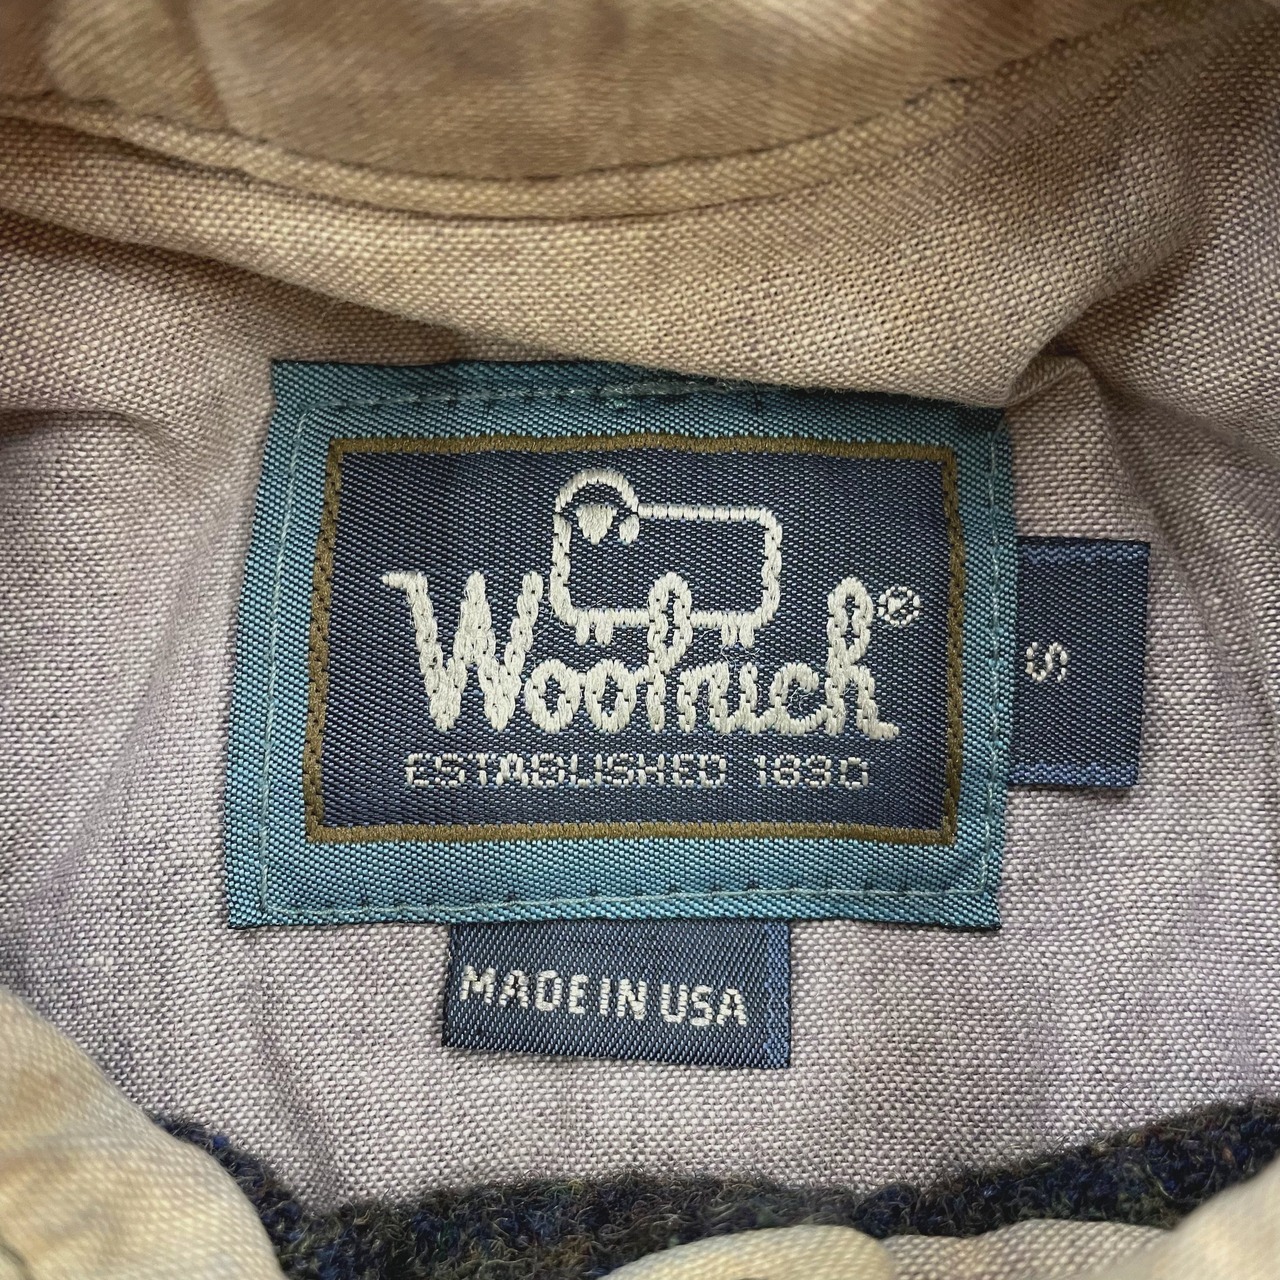 Woolrich®
ESTABLISHED 1830
S
MADE IN USA